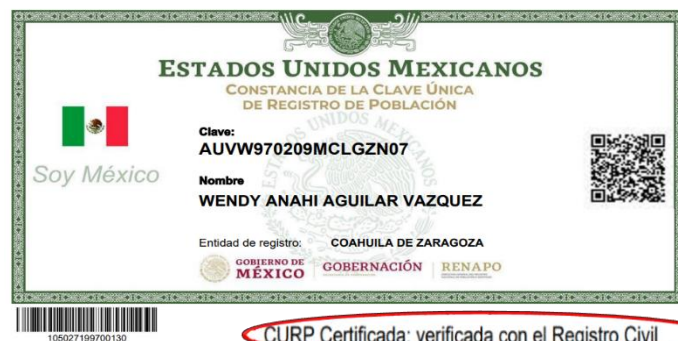 ESTADOS UNIDOS MEXICANOS
CONSTANCIA DE LA CLAVE ÚNICA
DE REGISTRO DE POBLACIÓN
Clave:
AUVW970209MCLGZN07
Soy México
Nombre
WENDY ANAHI AGUILAR VAZQUEZ
Entidad de registro: COAHUILA DE ZARAGOZA
GOBIERNO DE MÉXICO GOBERNACIÓN RENAPO
105027199700130
CURP Certificada: verificada con el Registro Civil